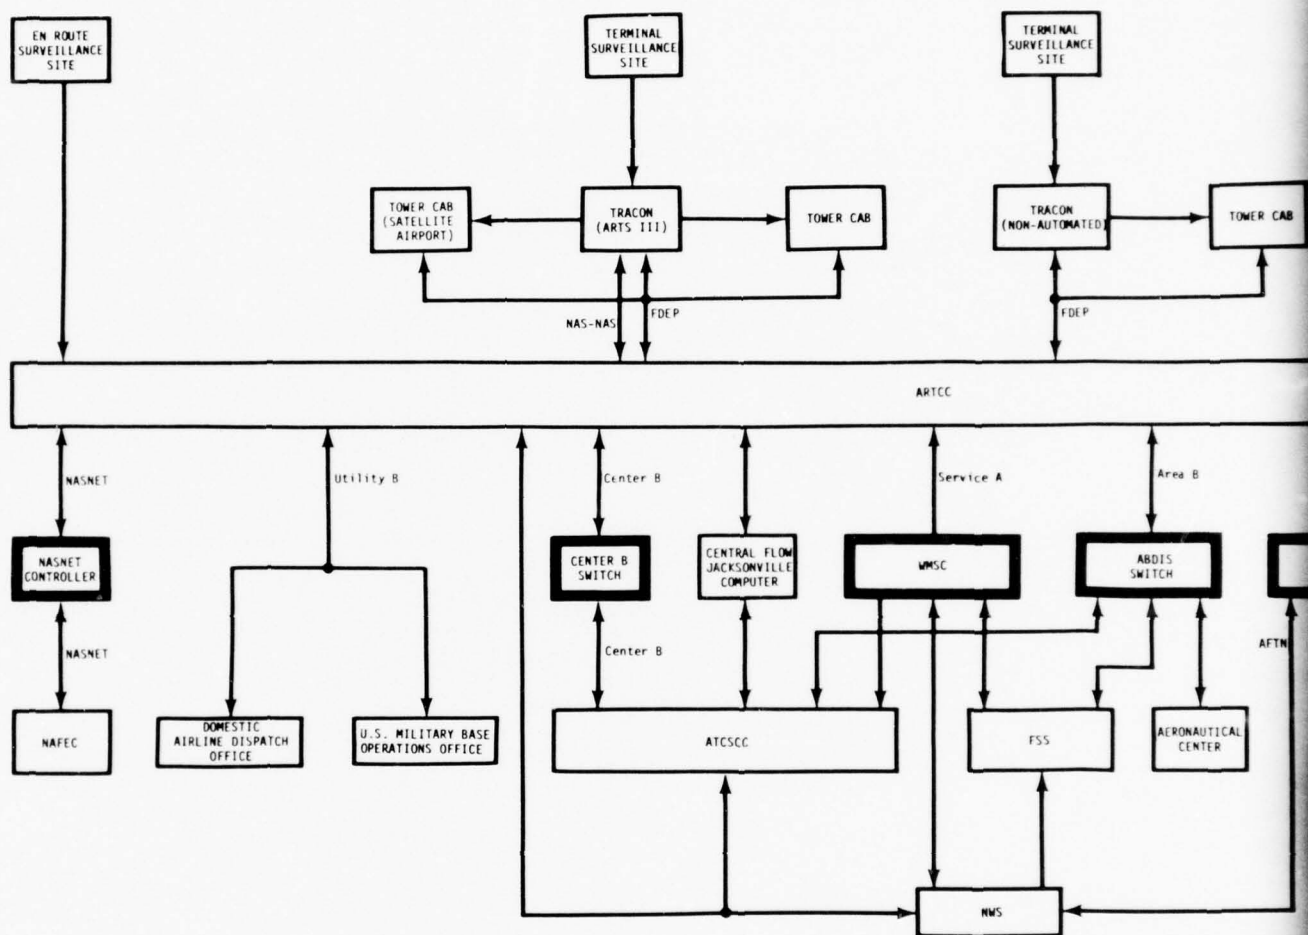 EN ROUTE
SURVEILLANCE
SITE
TERMINAL
SURVEILLANCE
SITE
TERMINAL
SURVEILLANCE
SITE
TOWER CAB
(SATELLITE
AIRPORT)
TRACON
(ARTS III)
TOWER CAB
TRACON
(NON-AUTOMATED)
TOWER CAB
NAS-NAS
FDEP
FDEP
ARTCC
NASNET
Utility B
Center B
Service A
Area B
NASNET
CONTROLLER
CENTER B
SWITCH
CENTRAL FLOW
JACKSONVILLE
COMPUTER
WMSC
ABDIS
SWITCH
NASNET
Center B
AFTN
NAFEC
DOMESTIC
AIRLINE DISPATCH
OFFICE
U.S. MILITARY BASE
OPERATIONS OFFICE
ATCSCC
FSS
AERONAUTICAL
CENTER
NWS